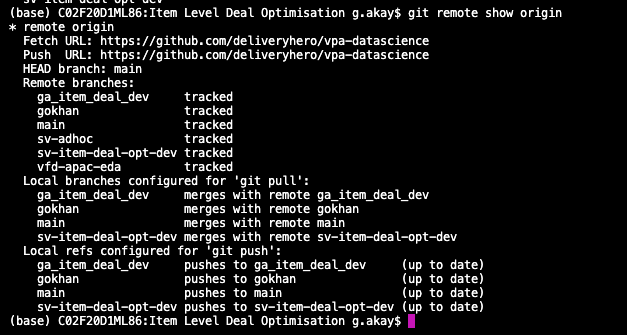 (base) C02F20D1ML86:Item Level Deal Optimisation g.akay$ git remote show origin
* remote origin
  Fetch URL: https://github.com/deliveryhero/vpa-datascience
  Push  URL: https://github.com/deliveryhero/vpa-datascience
  HEAD branch: main
  Remote branches:
    ga_item_deal_dev     tracked
    gokhan               tracked
    main                 tracked
    sv-adhoc             tracked
    sv-item-deal-opt-dev tracked
    vfd-apac-eda         tracked
  Local branches configured for 'git pull':
    ga_item_deal_dev     merges with remote ga_item_deal_dev
    gokhan               merges with remote gokhan
    main                 merges with remote main
    sv-item-deal-opt-dev merges with remote sv-item-deal-opt-dev
  Local refs configured for 'git push':
    ga_item_deal_dev     pushes to ga_item_deal_dev     (up to date)
    gokhan               pushes to gokhan               (up to date)
    main                 pushes to main                 (up to date)
    sv-item-deal-opt-dev pushes to sv-item-deal-opt-dev (up to date)
(base) C02F20D1ML86:Item Level Deal Optimisation g.akay$